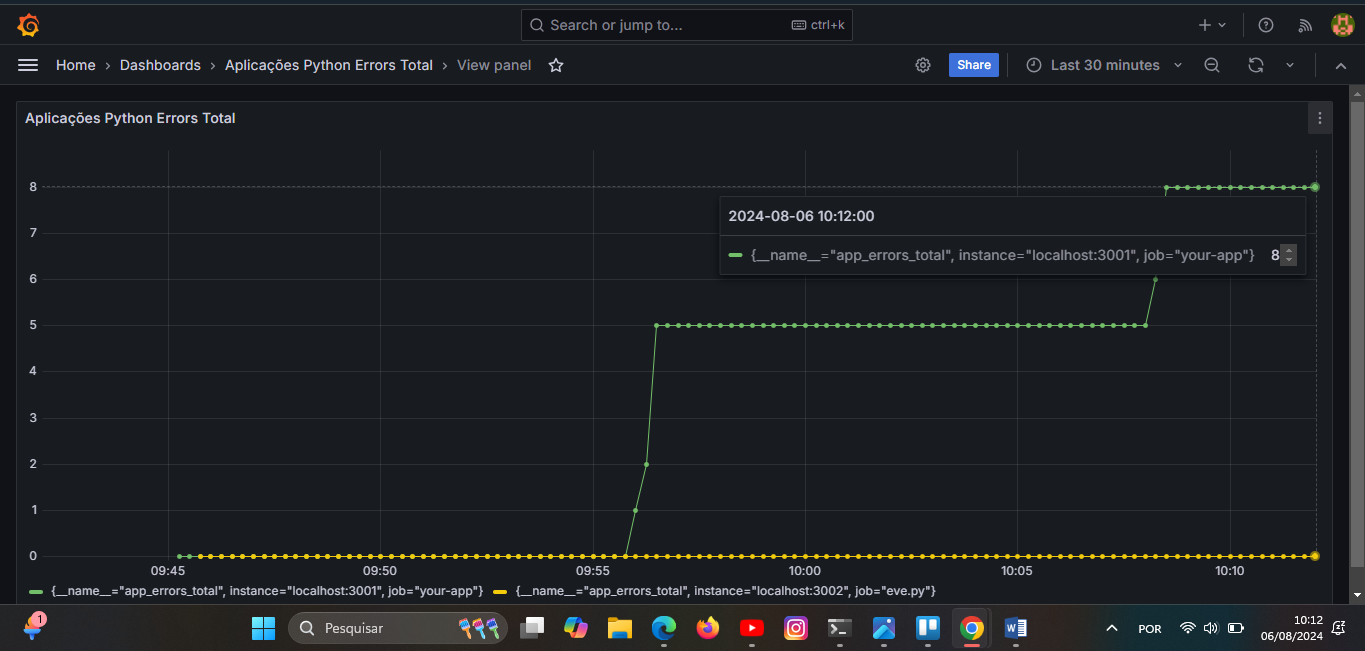 Search or jump to... ctrl+k
Home › Dashboards › Aplicações Python Errors Total › View panel
Share
Last 30 minutes
Aplicações Python Errors Total
8
7
6
5
4
3
2
1
0
2024-08-06 10:12:00
{__name__="app_errors_total", instance="localhost:3001", job="your-app"} 8
09:45 09:50 09:55 10:00 10:05 10:10
{__name__="app_errors_total", instance="localhost:3001", job="your-app"} {__name__="app_errors_total", instance="localhost:3002", job="eve.py"}
1
Pesquisar
W
POR
10:12
06/08/2024